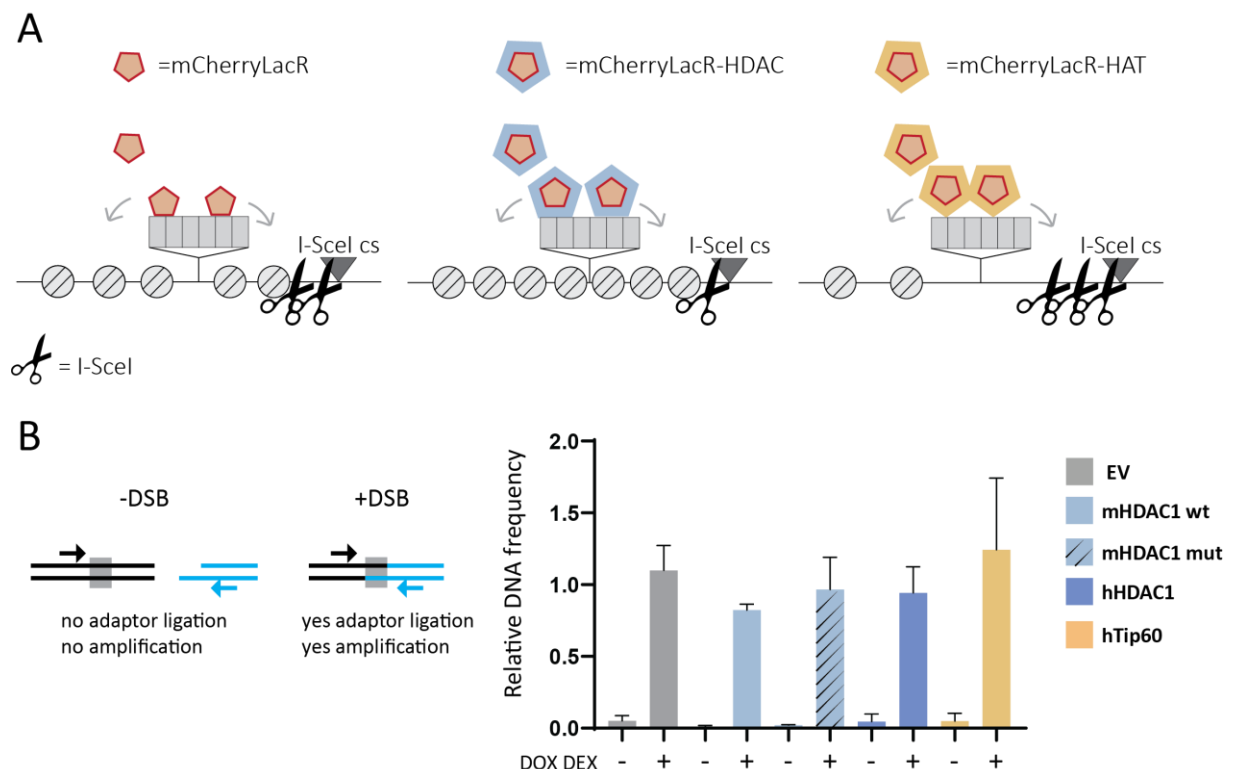 A
=mCherryLacR
=mCherryLacR-HDAC
=mCherryLacR-HAT
I-SceI cs
I-SceI cs
I-SceI cs
= I-SceI
B
-DSB
+DSB
no adaptor ligation
no amplification
yes adaptor ligation
yes amplification
Relative DNA frequency
2.0
1.5
1.0
0.5
0.0
DOX DEX - + - + - + - + - +
EV
mHDAC1 wt
mHDAC1 mut
hHDAC1
hTip60